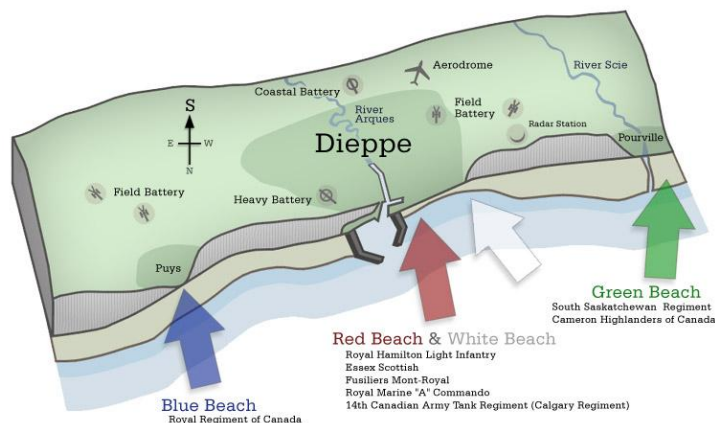 Aerodrome
River Scie
Coastal Battery
S
River
Arques
Field
Battery
Radar Station
Pourville
E
W
N
Dieppe
Field Battery
Heavy Battery
Puys
Green Beach
South Saskatchewan Regiment
Cameron Highlanders of Canada
Red Beach & White Beach
Royal Hamilton Light Infantry
Essex Scottish
Fusiliers Mont-Royal
Royal Marine "A" Commando
14th Canadian Army Tank Regiment (Calgary Regiment)
Blue Beach
Royal Regiment of Canada